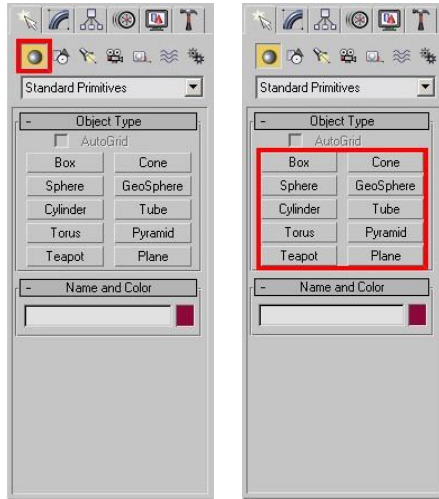 Standard Primitives
- Object Type
AutoGrid
Box Cone
Sphere GeoSphere
Cylinder Tube
Torus Pyramid
Teapot Plane
- Name and Color
Standard Primitives
- Object Type
AutoGrid
Box Cone
Sphere GeoSphere
Cylinder Tube
Torus Pyramid
Teapot Plane
- Name and Color